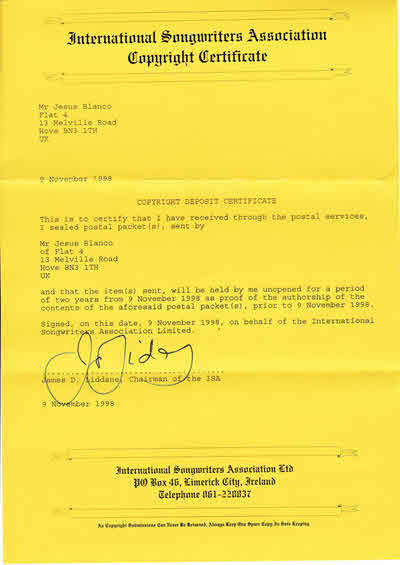 International Songwriters Association
Copyright Certificate
Mr Jesus Blanco
Flat 4
13 Melville Road
Hove BN3 1TH
UK
9 November 1998
COPYRIGHT DEPOSIT CERTIFICATE
This is to certify that I have received through the postal services,
1 sealed postal packet(s), sent by
Mr Jesus Blanco
of Flat 4
13 Melville Road
Hove BN3 1TH
UK
and that the item(s) sent, will be held by me unopened for a period
of two years from 9 November 1998 as proof of the authorship of the
contents of the aforesaid postal packet(s), prior to 9 November 1998.
Signed, on this date, 9 November 1998, on behalf of the International
Songwriters Association Limited.
James D. Liddane, Chairman of the ISA
9 November 1998
International Songwriters Association Ltd
PO Box 46, Limerick City, Ireland
Telephone 061-228837
As Copyright Submissions Can Never Be Returned, Always Keep One Spare Copy In Safe Keeping